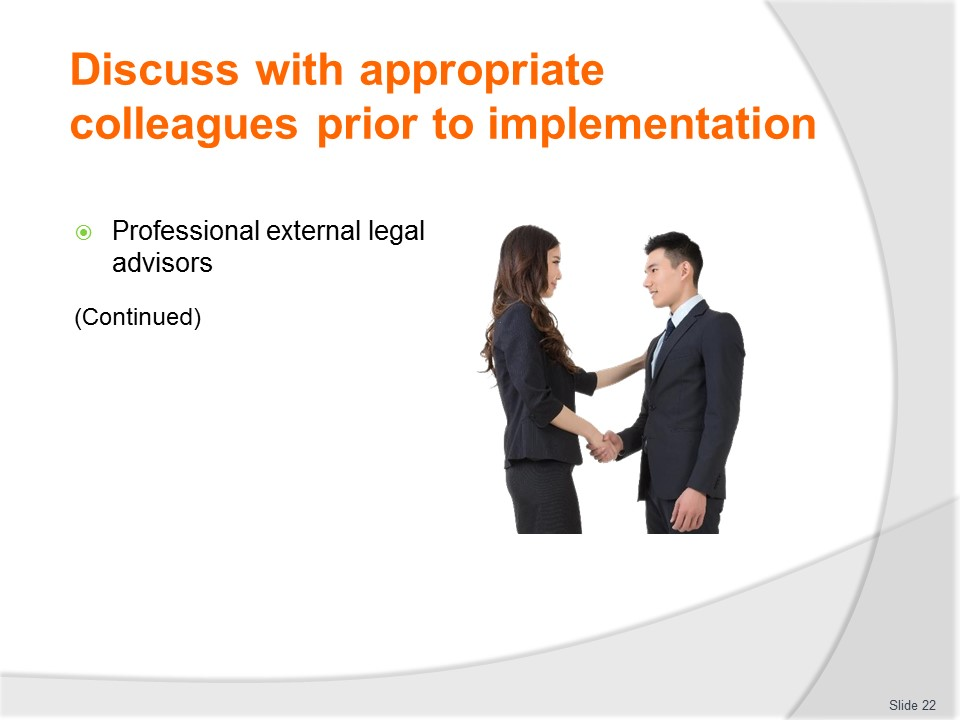 Discuss with appropriate
colleagues prior to implementation
Professional external legal
advisors
(Continued)
Slide 22